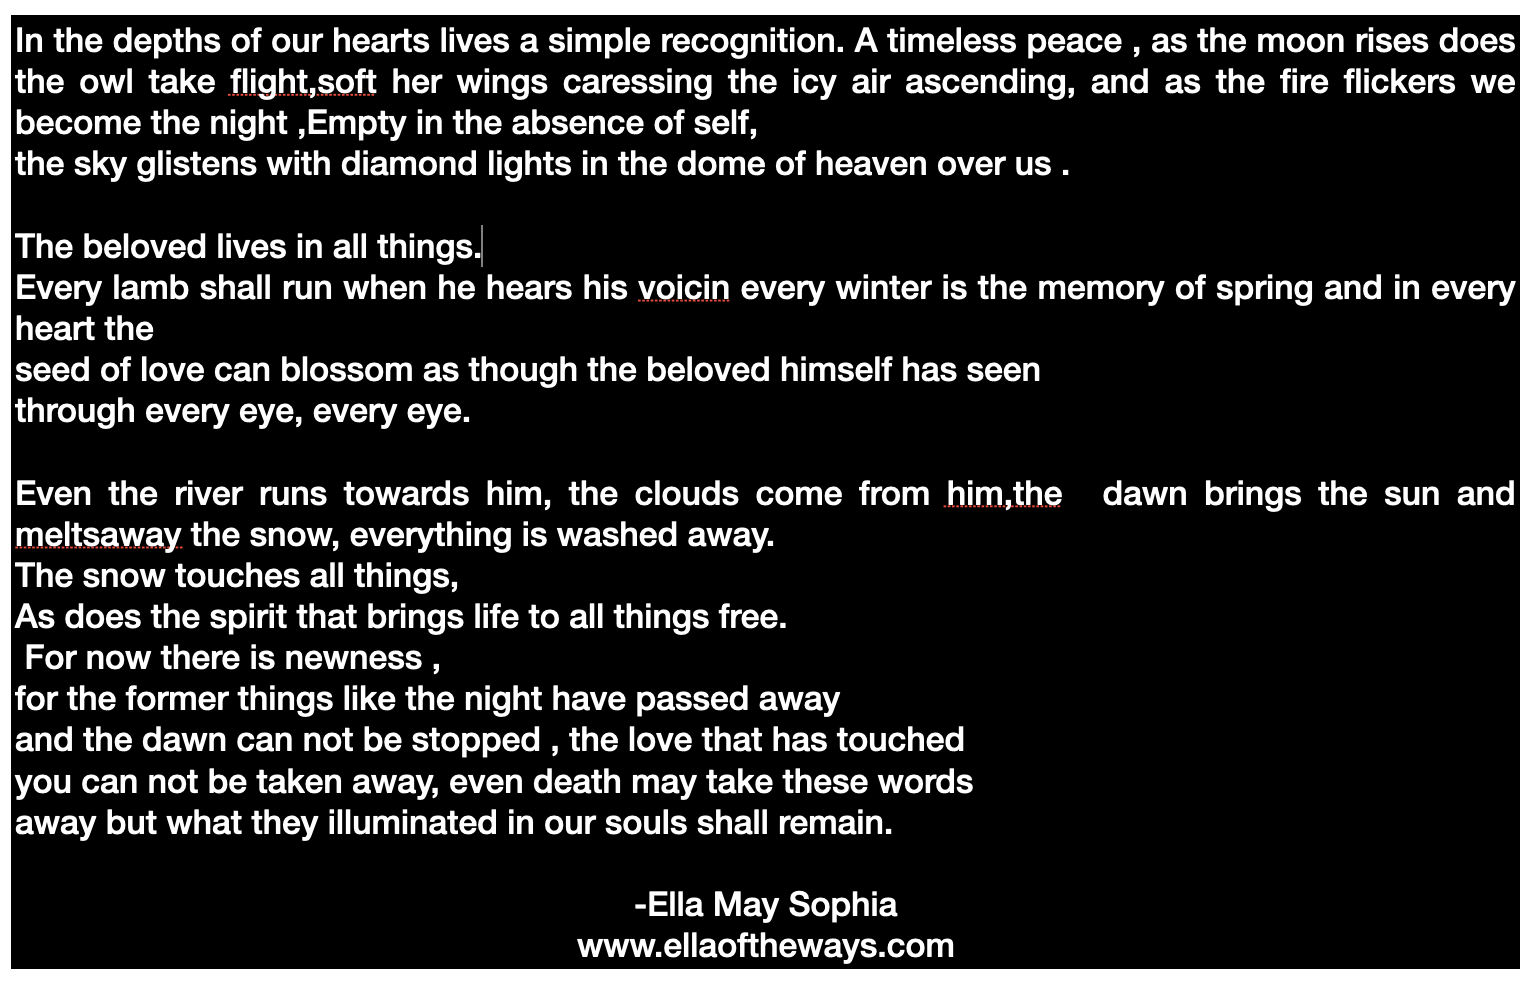 In the depths of our hearts lives a simple recognition. A timeless peace , as the moon rises does
the owl take flight,soft her wings caressing the icy air ascending, and as the fire flickers we
become the night ,Empty in the absence of self,
the sky glistens with diamond lights in the dome of heaven over us .
The beloved lives in all things.
Every lamb shall run when he hears his voicin every winter is the memory of spring and in every
heart the
seed of love can blossom as though the beloved himself has seen
through every eye, every eye.
Even the river runs towards him, the clouds come from him,the dawn brings the sun and
meltsaway the snow, everything is washed away.
The snow touches all things,
As does the spirit that brings life to all things free.
For now there is newness ,
for the former things like the night have passed away
and the dawn can not be stopped , the love that has touched
you can not be taken away, even death may take these words
away but what they illuminated in our souls shall remain.
-Ella May Sophia
www.ellaoftheways.com